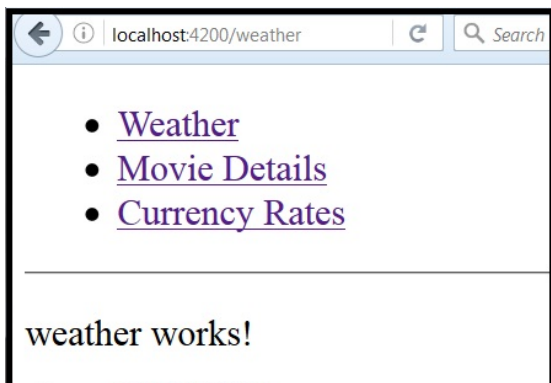 localhost:4200/weather Search
Weather
Movie Details
Currency Rates
weather works!